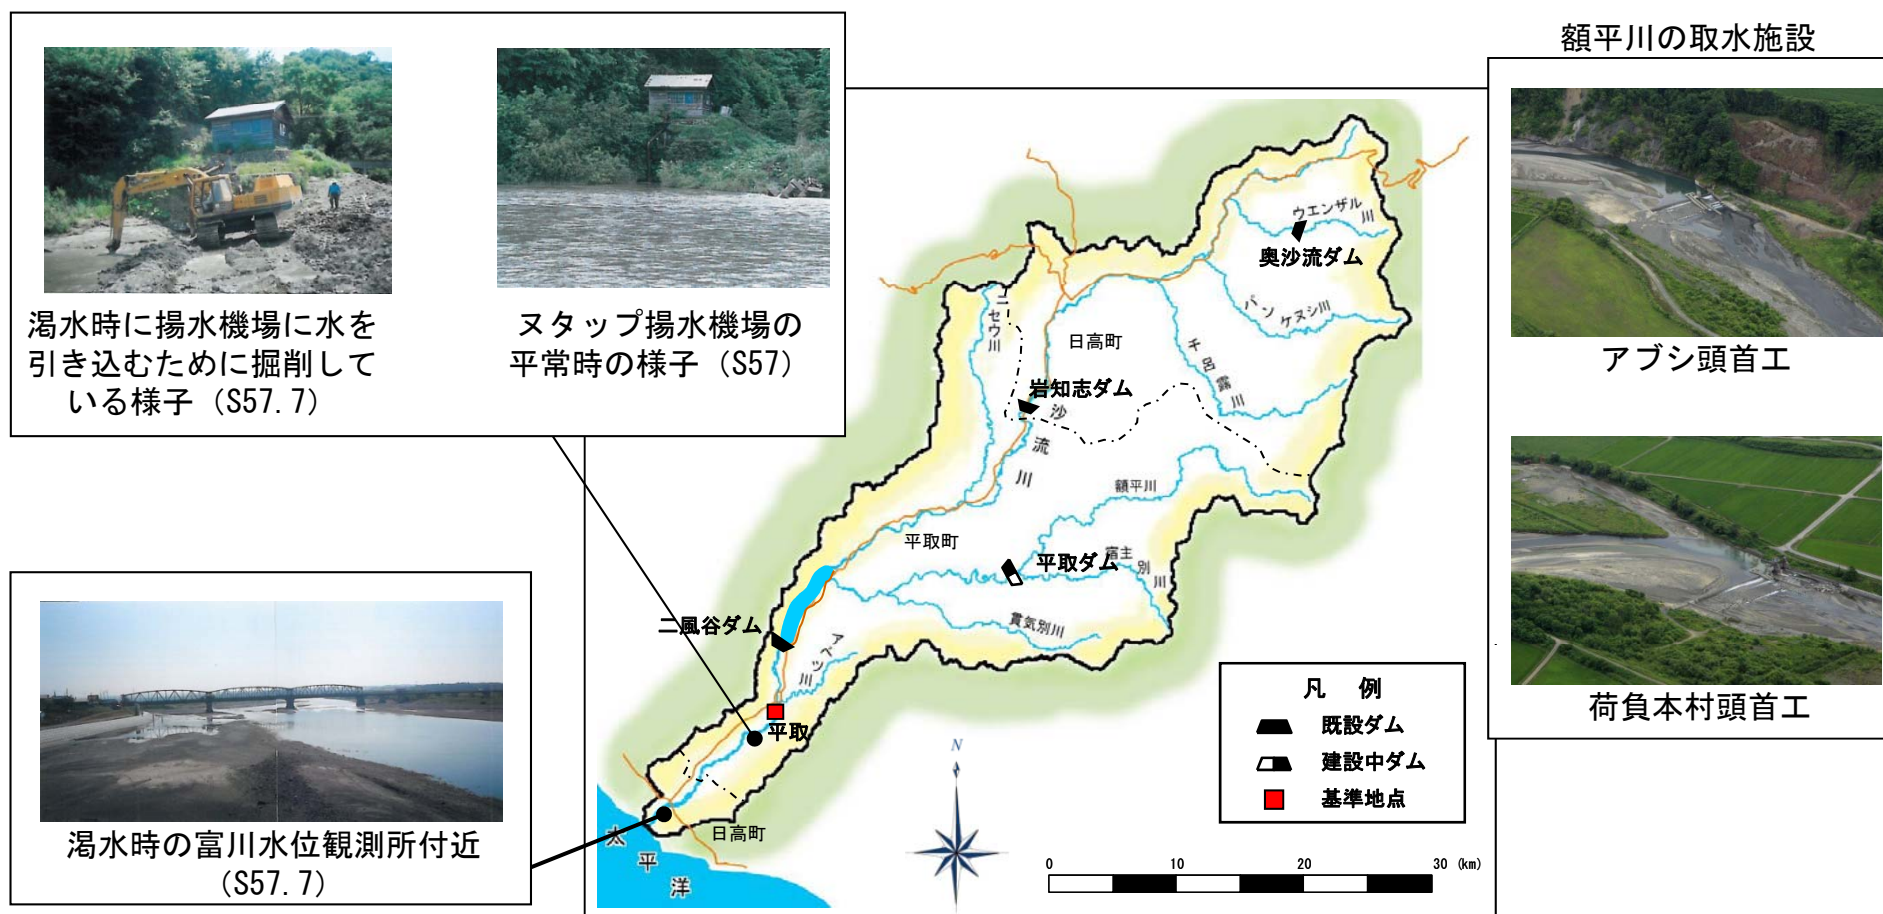 渇水時に揚水機場に水を
引き込むために掘削して
いる様子（S57.7）
ヌタップ揚水機場の
平常時の様子（S57）
額平川の取水施設
アブシ頭首工
荷負本村頭首工
渇水時の富川水位観測所付近
（S57.7）
ウエンザル川
奥沙流ダム
パンケヌシ川
ニセウ川
日高町
千呂露川
岩知志ダム
沙流川
額平川
平取町
平取ダム
宿主別川
貫気別川
二風谷ダム
アベツ川
平取
日高町
太平洋
N
凡 例
既設ダム
建設中ダム
基準地点
0 10 20 30 (km)